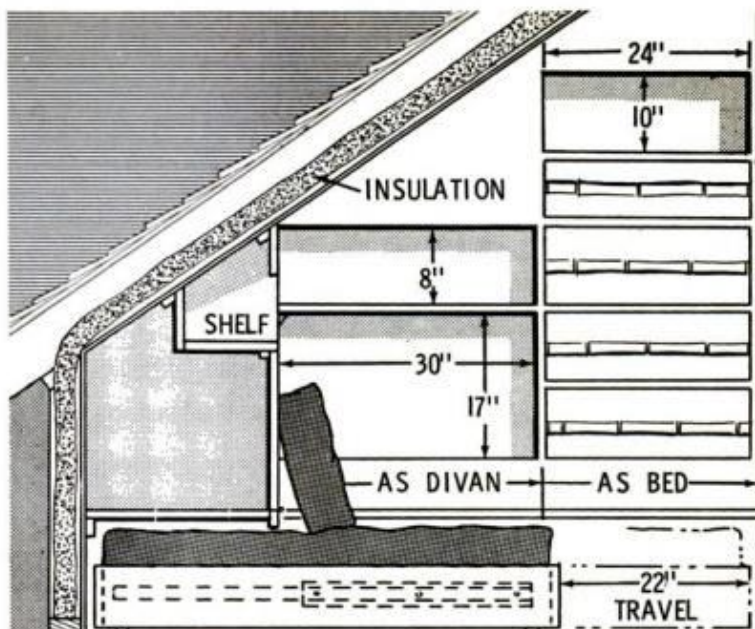 24"
10"
INSULATION
8"
SHELF
30"
17"
AS DIVAN
AS BED
22"
TRAVEL